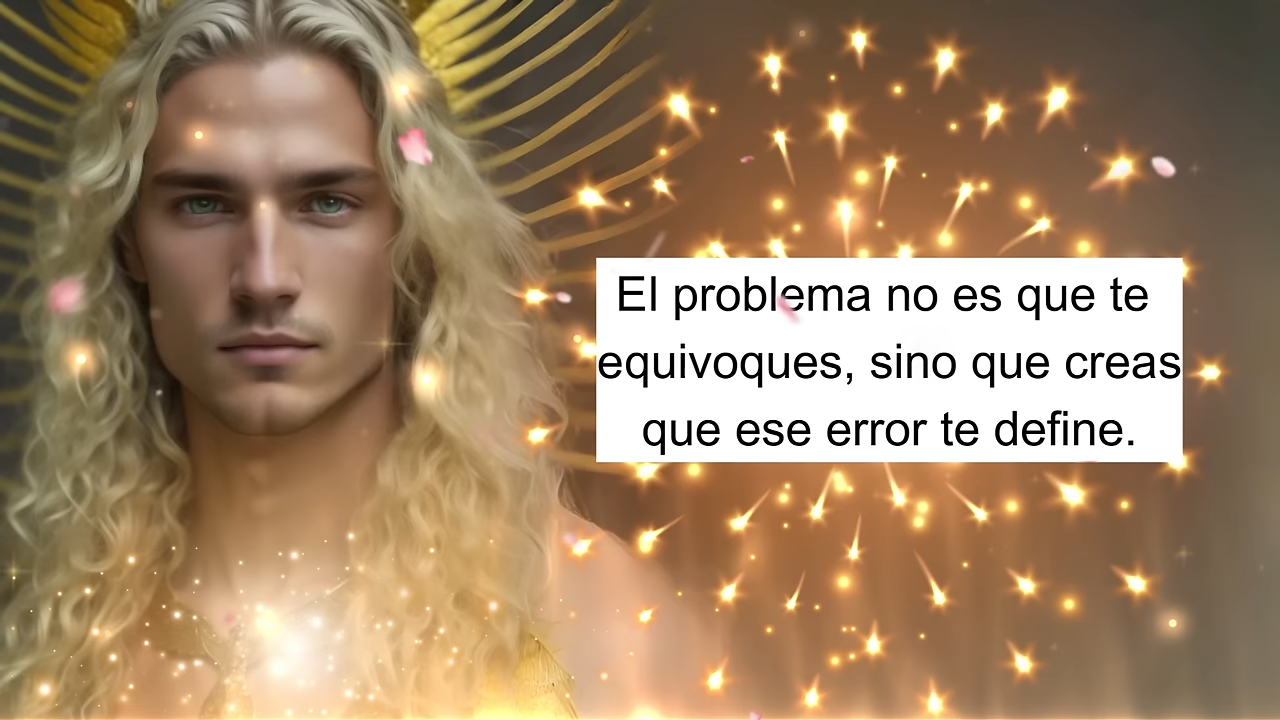 El problema no es que te
equivoques, sino que creas
que ese error te define.